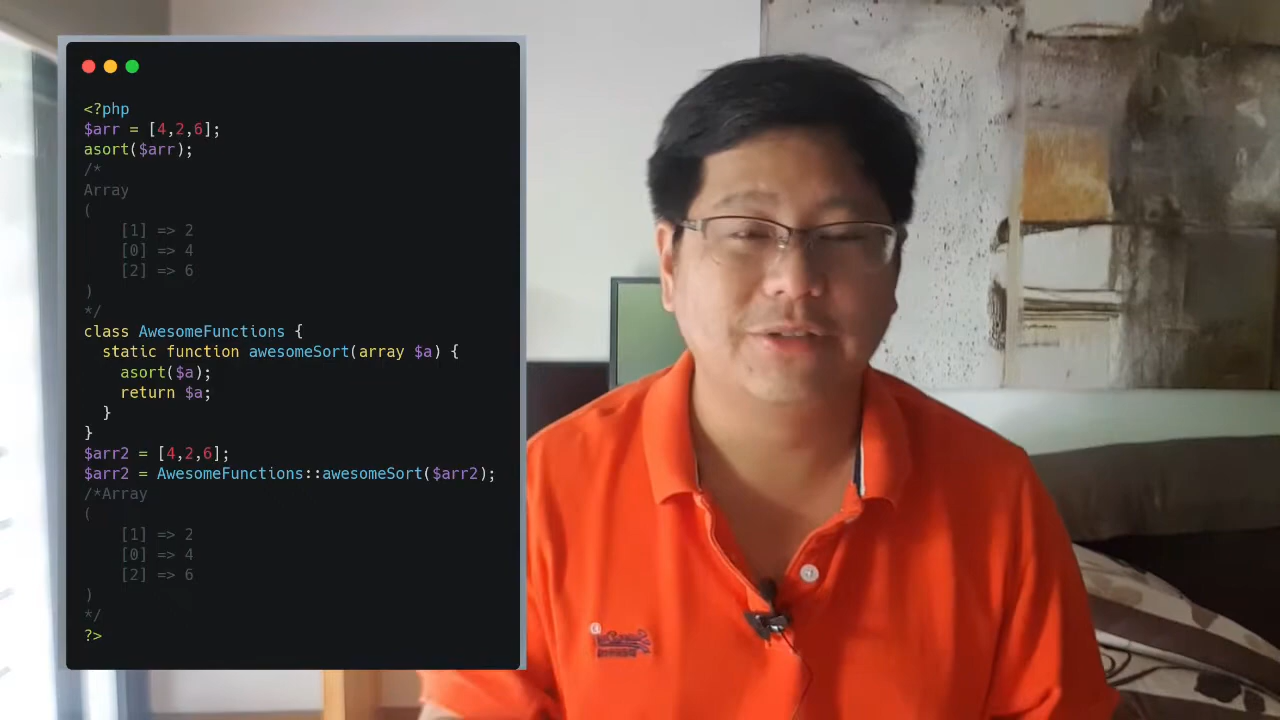 <?php
$arr = [4,2,6];
asort($arr);
/*
Array
(
    [1] => 2
    [0] => 4
    [2] => 6
)
*/
class AwesomeFunctions {
  static function awesomeSort(array $a) {
    asort($a);
    return $a;
  }
}
$arr2 = [4,2,6];
$arr2 = AwesomeFunctions::awesomeSort($arr2);
/*Array
(
    [1] => 2
    [0] => 4
    [2] => 6
)
*/
?>